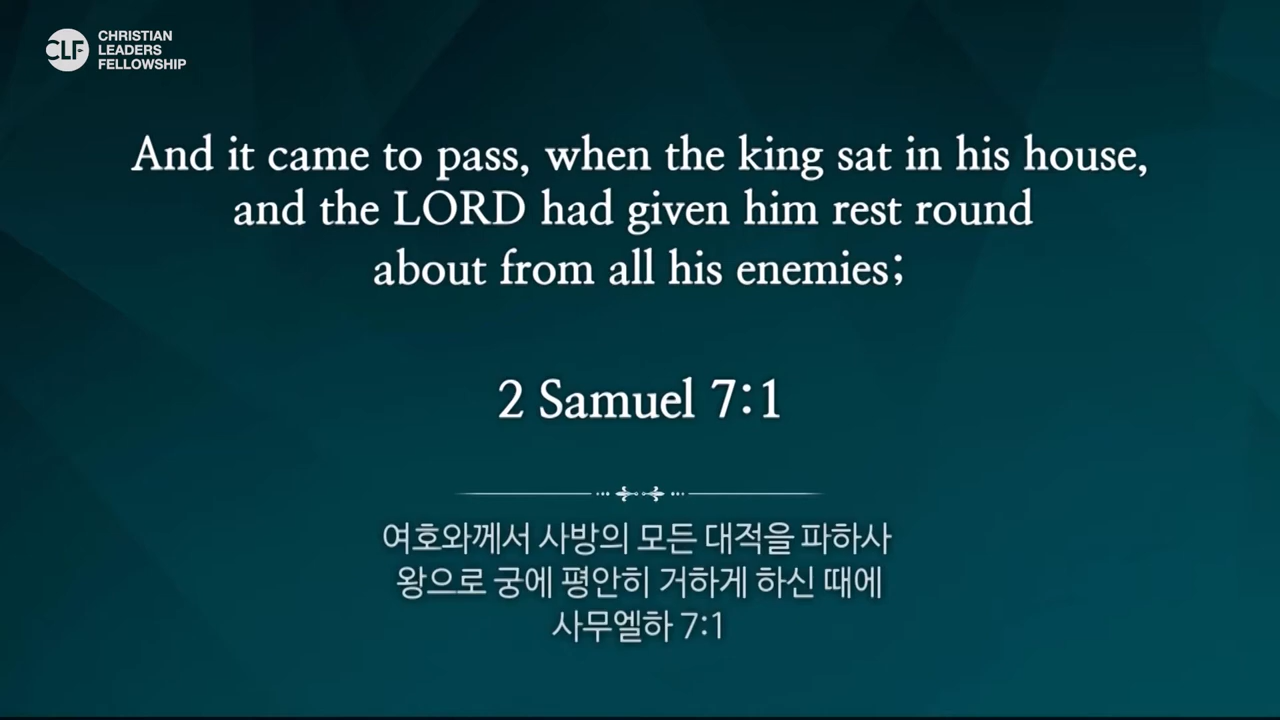 CLF
CHRISTIAN
LEADERS
FELLOWSHIP
And it came to pass, when the king sat in his house,
and the LORD had given him rest round
about from all his enemies;
2 Samuel 7:1
여호와께서 사방의 모든 대적을 파하사
왕으로 궁에 평안히 거하게 하신 때에
사무엘하 7:1